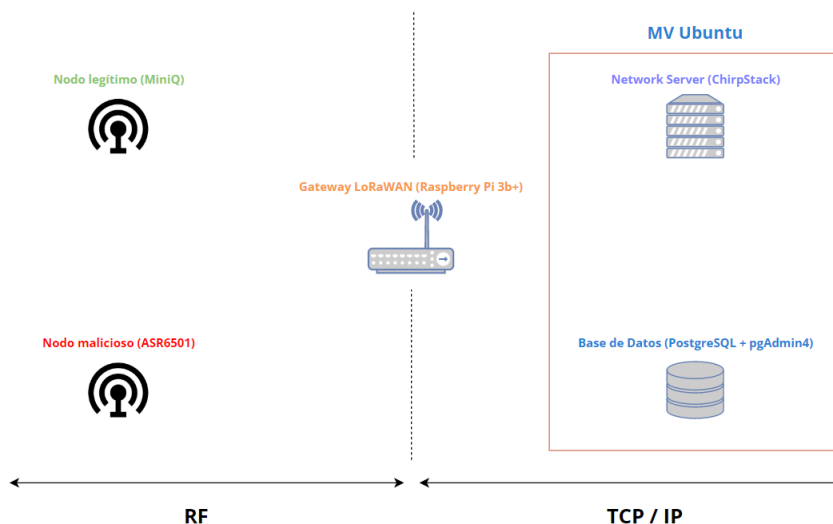 MV Ubuntu
Nodo legítimo (MiniQ)
Network Server (ChirpStack)
Gateway LoRaWAN (Raspberry Pi 3b+)
Nodo malicioso (ASR6501)
Base de Datos (PostgreSQL + pgAdmin4)
RF
TCP / IP